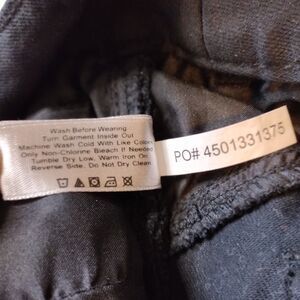 Wash Before Wearing
Turn Garment Inside Out
Machine Wash Cold With Like Colors
Only Non-Chlorine Bleach If Needed
Tumble Dry Low, Warm Iron On
Reverse Side, Do Not Dry Clean
PO# 4501331375